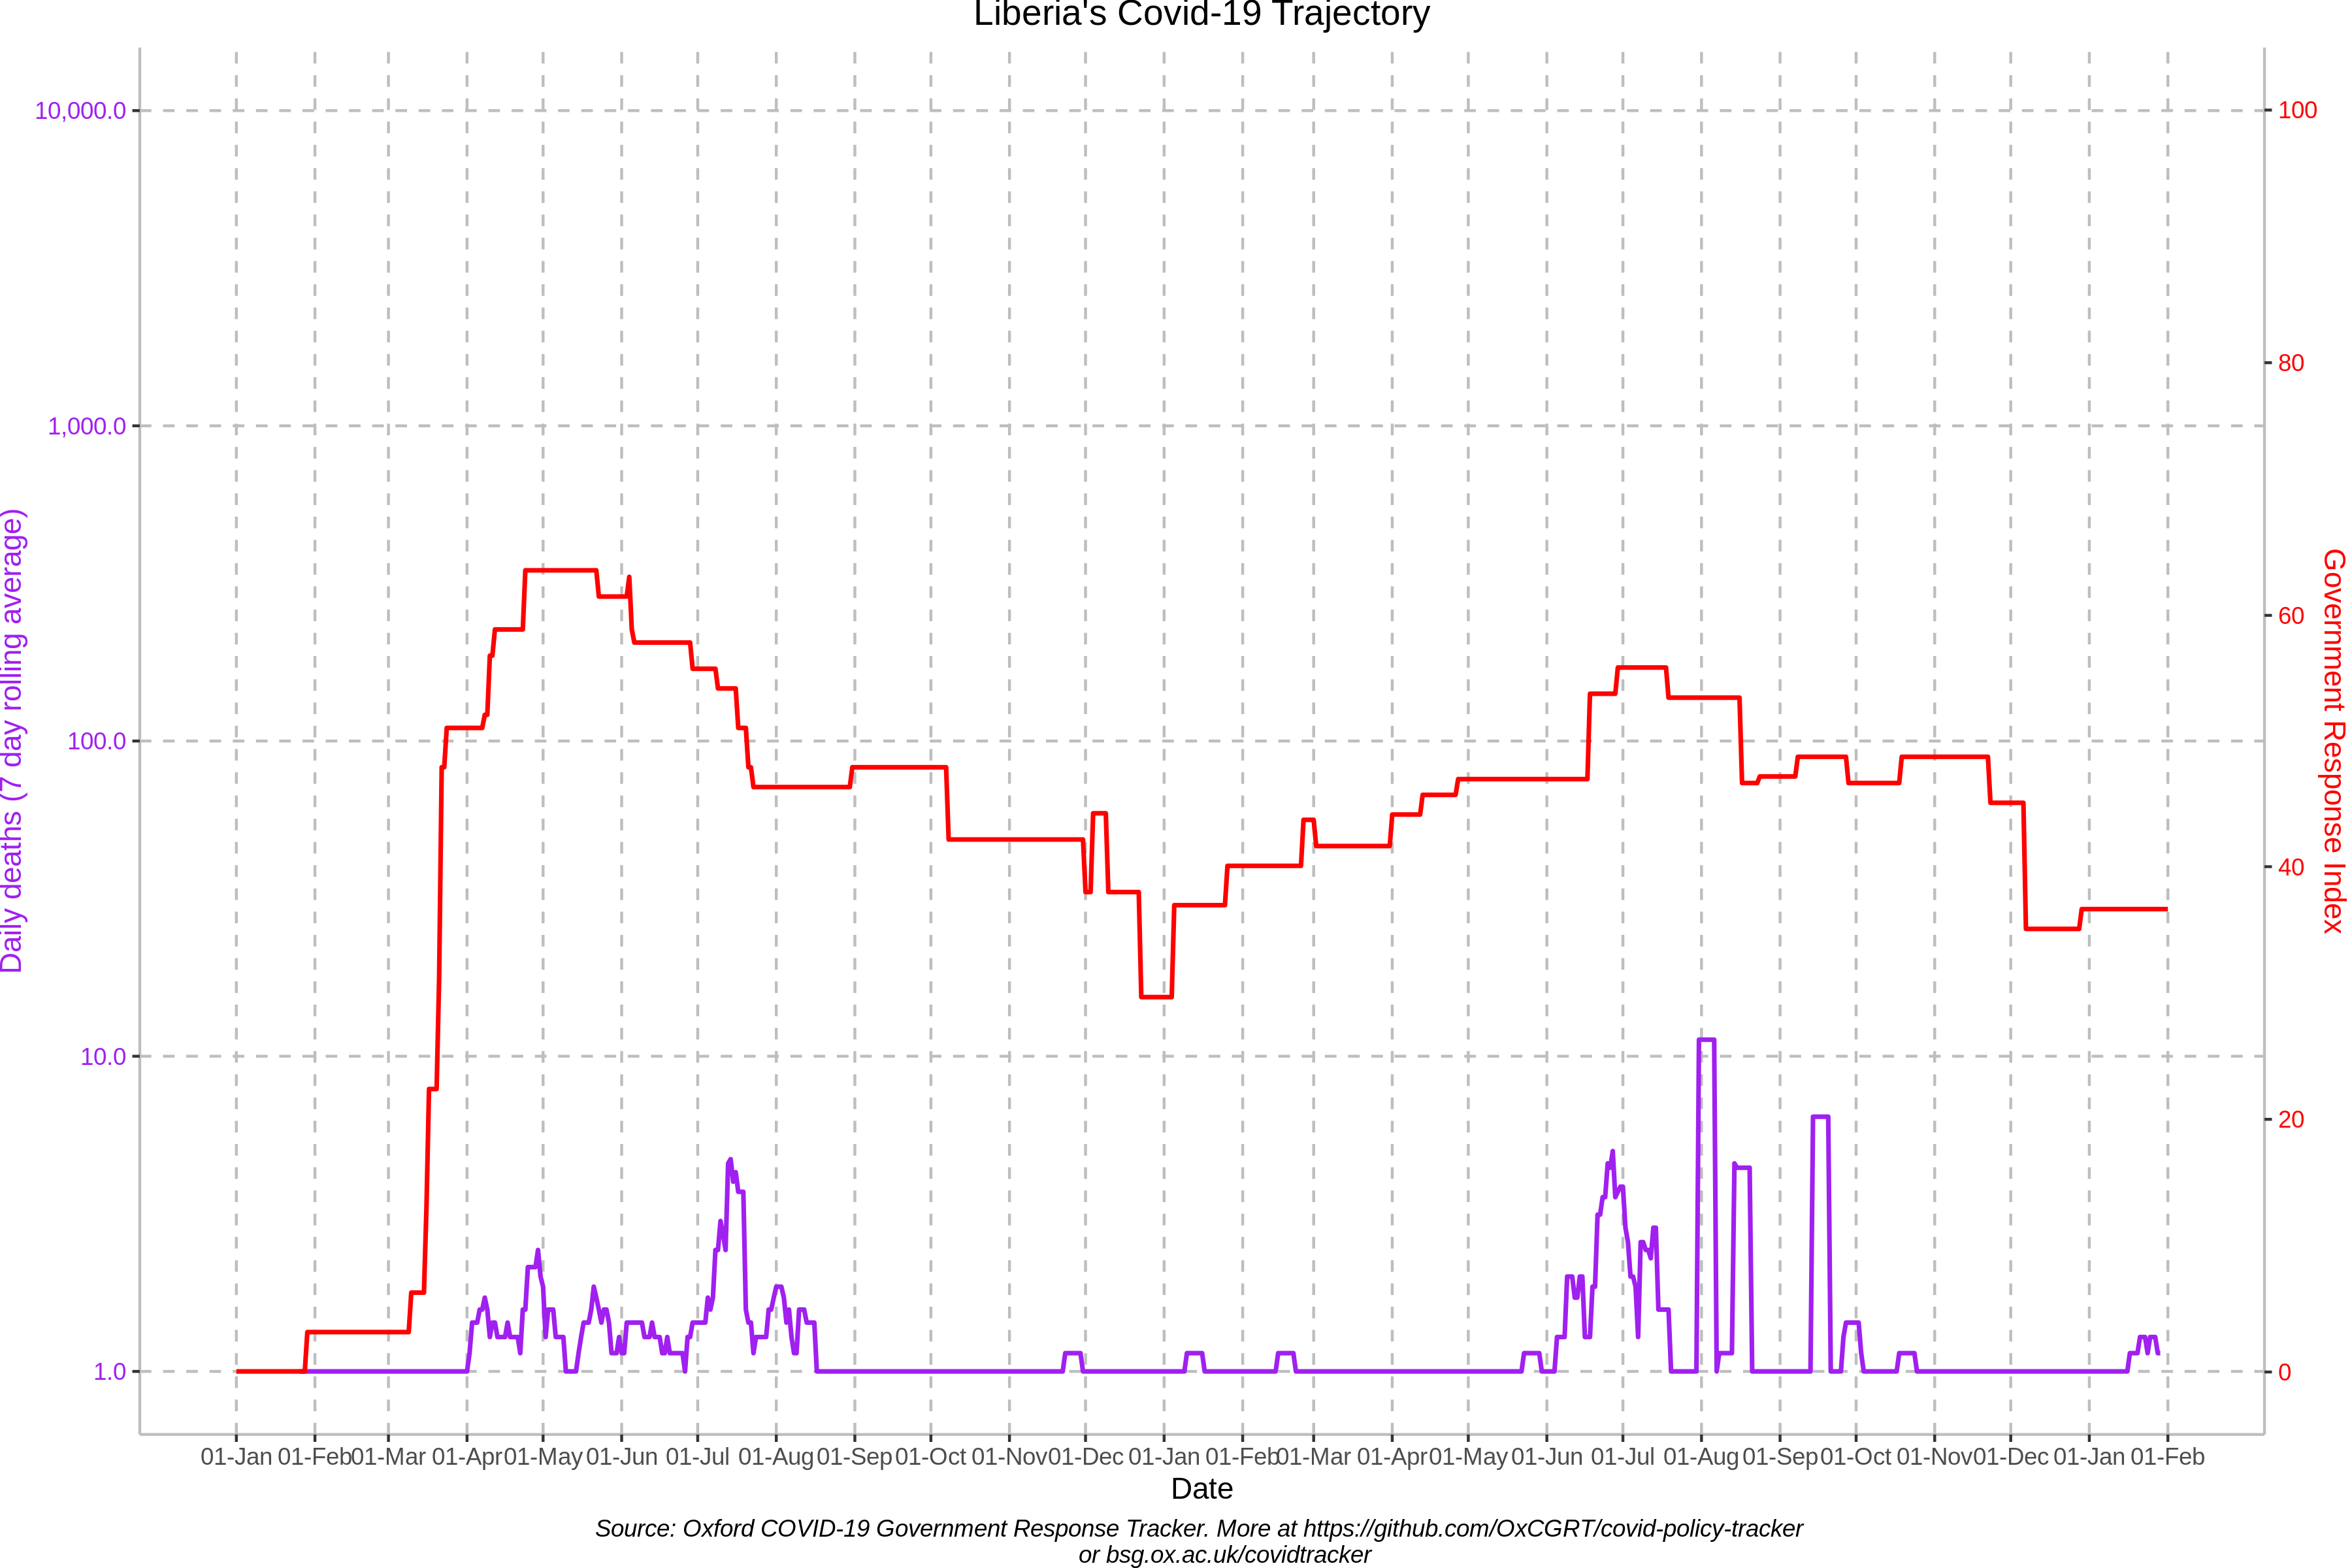 Liberia's Covid-19 Trajectory
10,000.0
1,000.0
100.0
10.0
1.0
Daily deaths (7 day rolling average)
100
80
60
40
20
0
Government Response Index
01-Jan 01-Feb 01-Mar 01-Apr 01-May 01-Jun 01-Jul 01-Aug 01-Sep 01-Oct 01-Nov 01-Dec 01-Jan 01-Feb 01-Mar 01-Apr 01-May 01-Jun 01-Jul 01-Aug 01-Sep 01-Oct 01-Nov 01-Dec 01-Jan 01-Feb
Date
Source: Oxford COVID-19 Government Response Tracker. More at https://github.com/OxCGRT/covid-policy-tracker
or bsg.ox.ac.uk/covidtracker